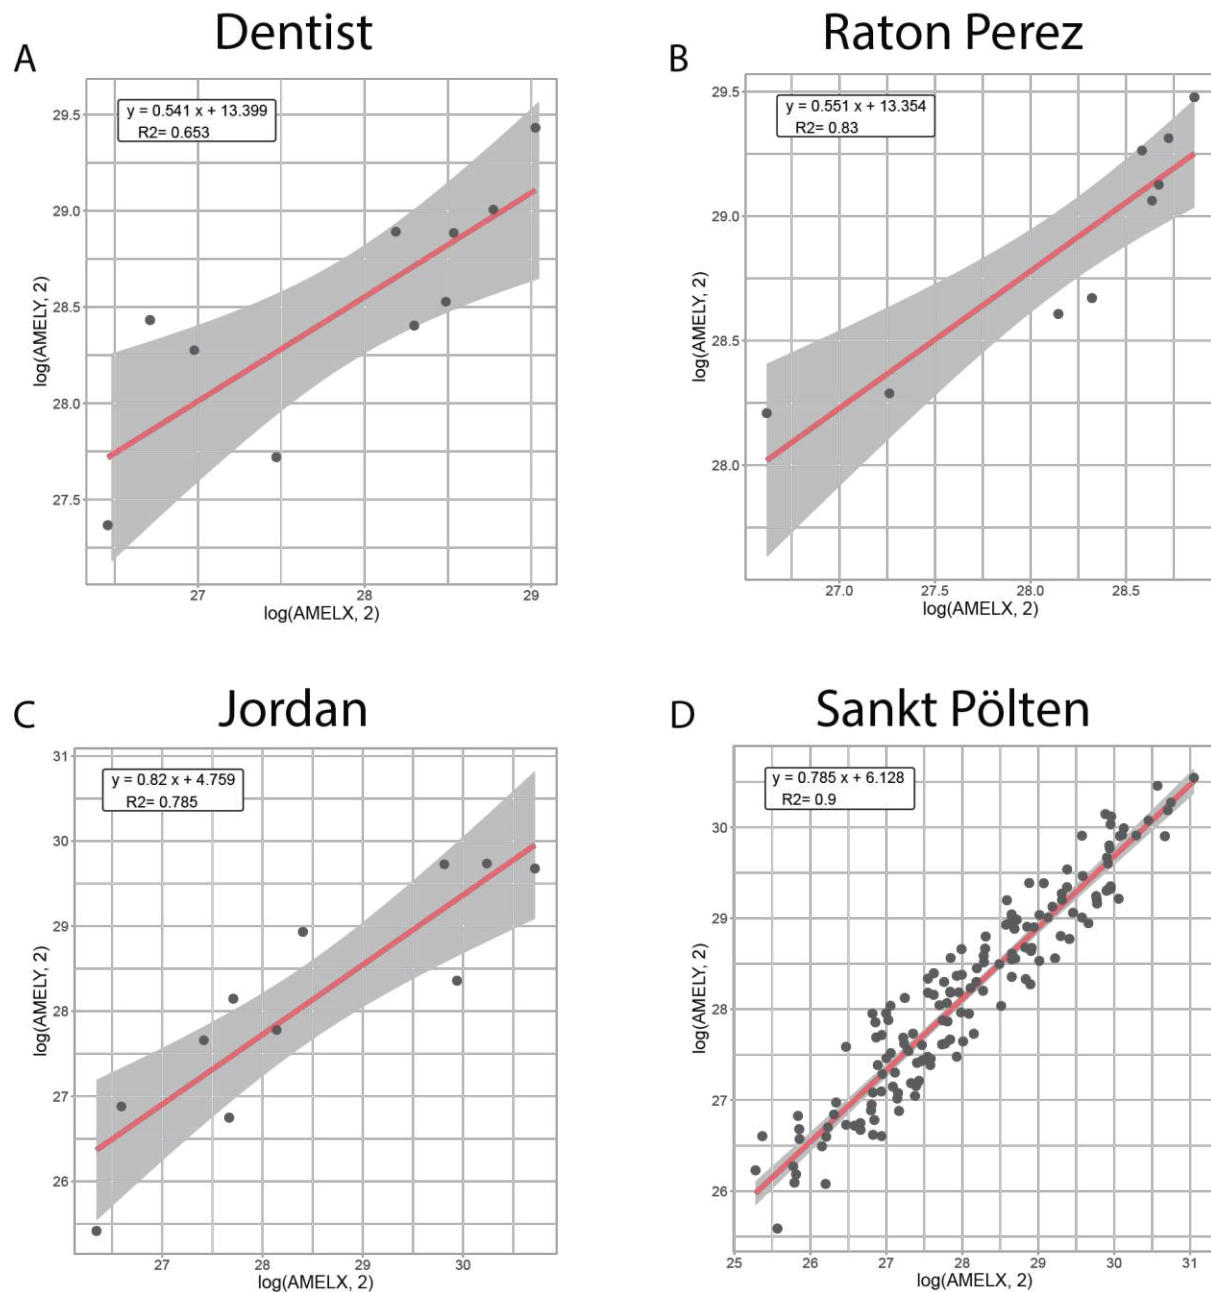 Dentist
A
y = 0.541 x + 13.399
R2= 0.653
29.5
29.0
28.5
28.0
27.5
log(AMELY, 2)
27
28
29
log(AMELX, 2)
Raton Perez
B
y = 0.551 x + 13.354
R2= 0.83
29.5
29.0
28.5
28.0
log(AMELY, 2)
27.0
27.5
28.0
28.5
log(AMELX, 2)
Jordan
C
y = 0.82 x + 4.759
R2= 0.785
31
30
29
28
27
26
log(AMELY, 2)
27
28
29
30
log(AMELX, 2)
Sankt Pölten
D
y = 0.785 x + 6.128
R2= 0.9
30
29
28
27
26
log(AMELY, 2)
25
26
27
28
29
30
31
log(AMELX, 2)